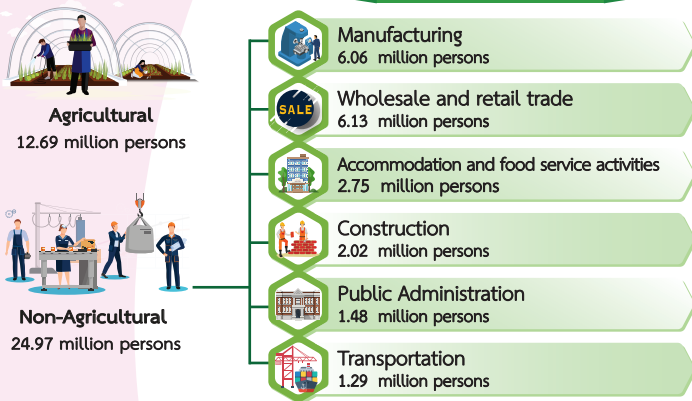 Agricultural
12.69 million persons
Non-Agricultural
24.97 million persons
Manufacturing
6.06 million persons
SALE
Wholesale and retail trade
6.13 million persons
Accommodation and food service activities
2.75 million persons
Construction
2.02 million persons
Public Administration
1.48 million persons
Transportation
1.29 million persons